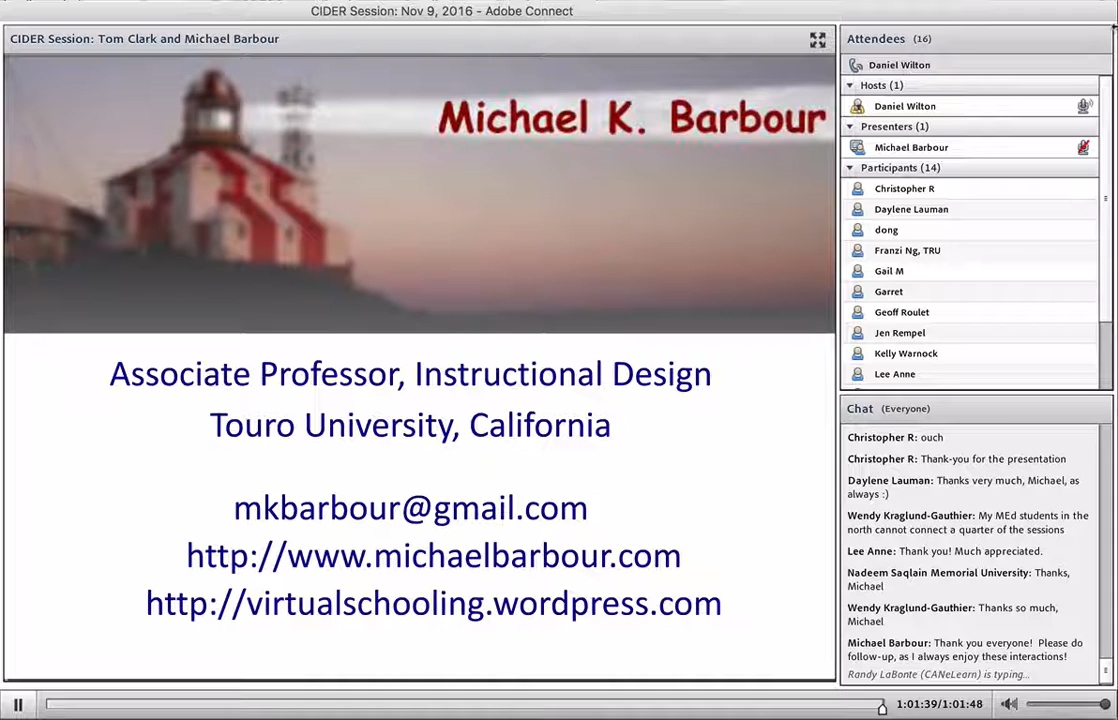 CIDER Session: Nov 9, 2016 - Adobe Connect
CIDER Session: Tom Clark and Michael Barbour
Michael K. Barbour
Associate Professor, Instructional Design
Touro University, California
mkbarbour@gmail.com
http://www.michaelbarbour.com
http://virtualschooling.wordpress.com
Attendees (16)
Daniel Wilton
Hosts (1)
Daniel Wilton
Presenters (1)
Michael Barbour
Participants (14)
Christopher R
Daylene Lauman
dong
Franzi Ng, TRU
Gail M
Garret
Geoff Roulet
Jen Rempel
Kelly Warnock
Lee Anne
Chat (Everyone)
Christopher R: ouch
Christopher R: Thank-you for the presentation
Daylene Lauman: Thanks very much, Michael, as
always :)
Wendy Kraglund-Gauthier: My MEd students in the
north cannot connect a quarter of the sessions
Lee Anne: Thank you! Much appreciated.
Nadeem Saqlain Memorial University: Thanks,
Michael
Wendy Kraglund-Gauthier: Thanks so much,
Michael
Michael Barbour: Thank you everyone! Please do
follow-up, as I always enjoy these interactions!
Randy LaBonte (CANeLearn) is typing...
1:01:39/1:01:48